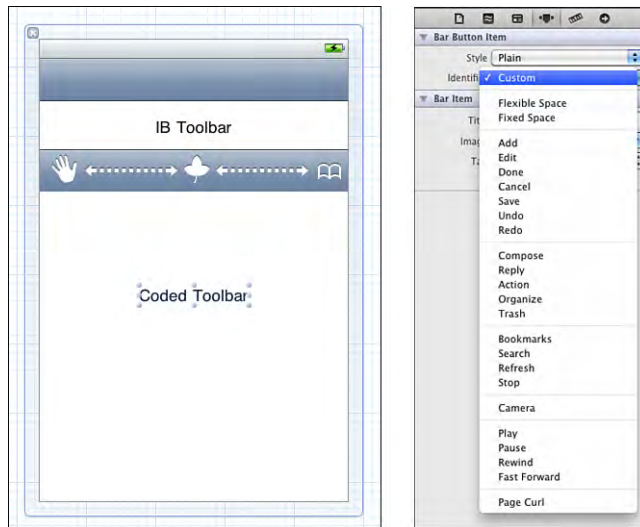 IB Toolbar
Coded Toolbar
Bar Button Item
Style Plain
Identifi ✓ Custom
Flexible Space
Fixed Space
Bar Item
Tit
Imag
Ta
Add
Edit
Done
Cancel
Save
Undo
Redo
Compose
Reply
Action
Organize
Trash
Bookmarks
Search
Refresh
Stop
Camera
Play
Pause
Rewind
Fast Forward
Page Curl